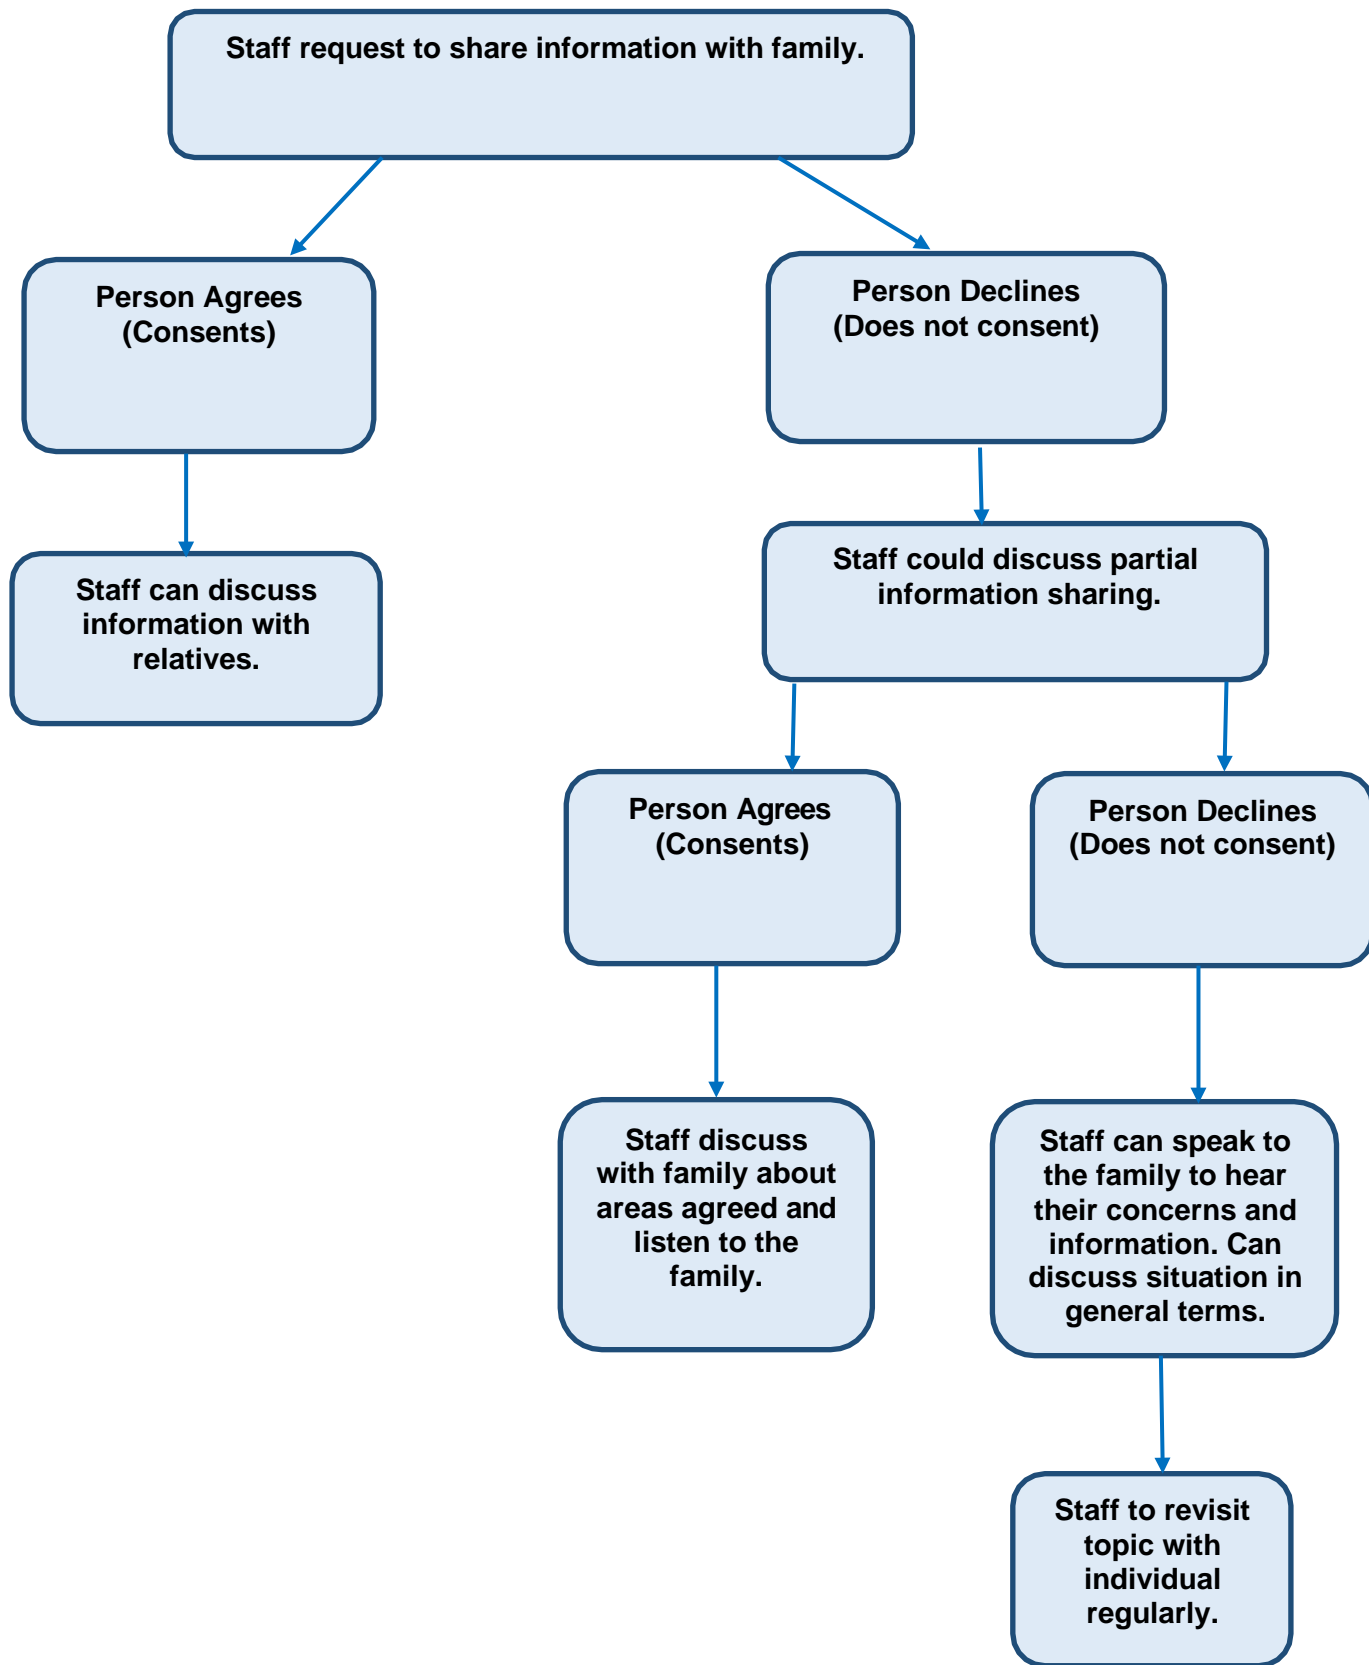 Staff request to share information with family.
Person Agrees
(Consents)
Person Declines
(Does not consent)
Staff can discuss
information with
relatives.
Staff could discuss partial
information sharing.
Person Agrees
(Consents)
Person Declines
(Does not consent)
Staff discuss
with family about
areas agreed and
listen to the
family.
Staff can speak to
the family to hear
their concerns and
information. Can
discuss situation in
general terms.
Staff to revisit
topic with
individual
regularly.